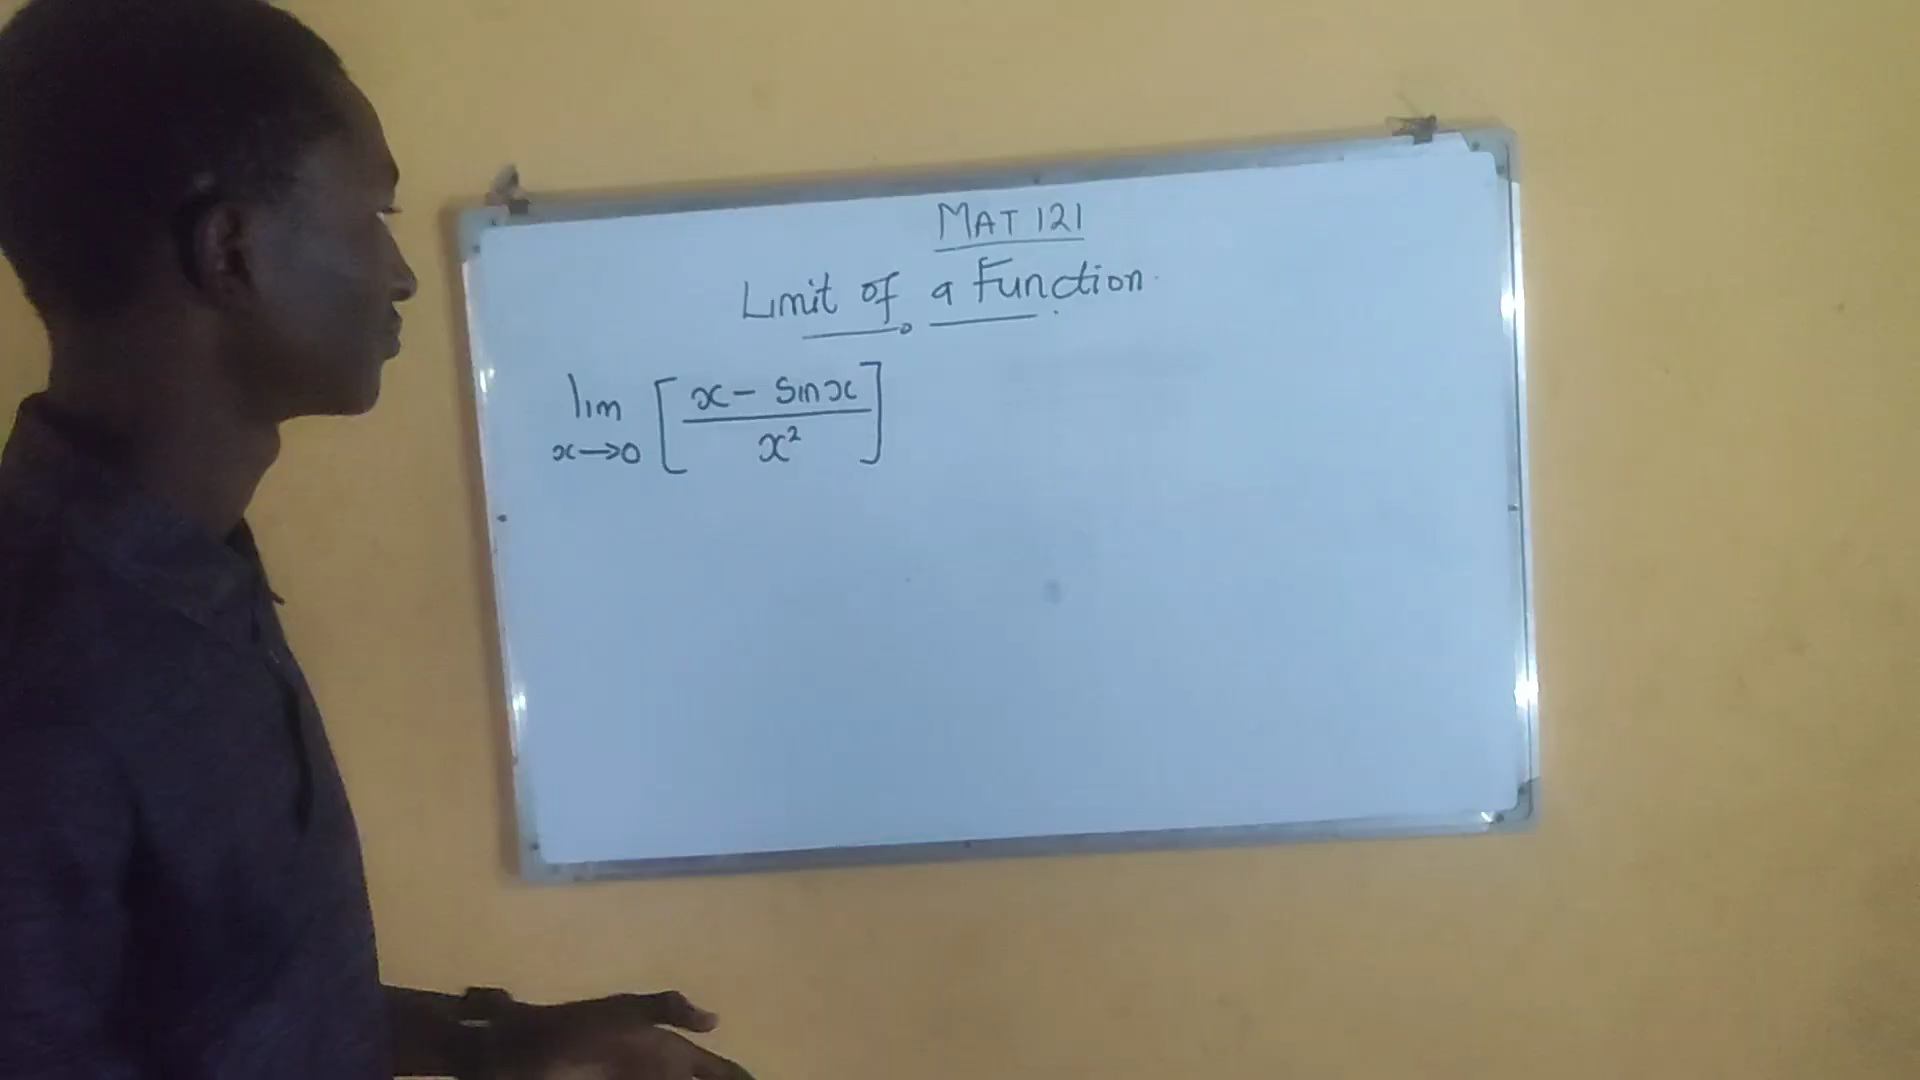 MAT 121
Limit of a Function.
lim x→0 [x - sin x / x²]